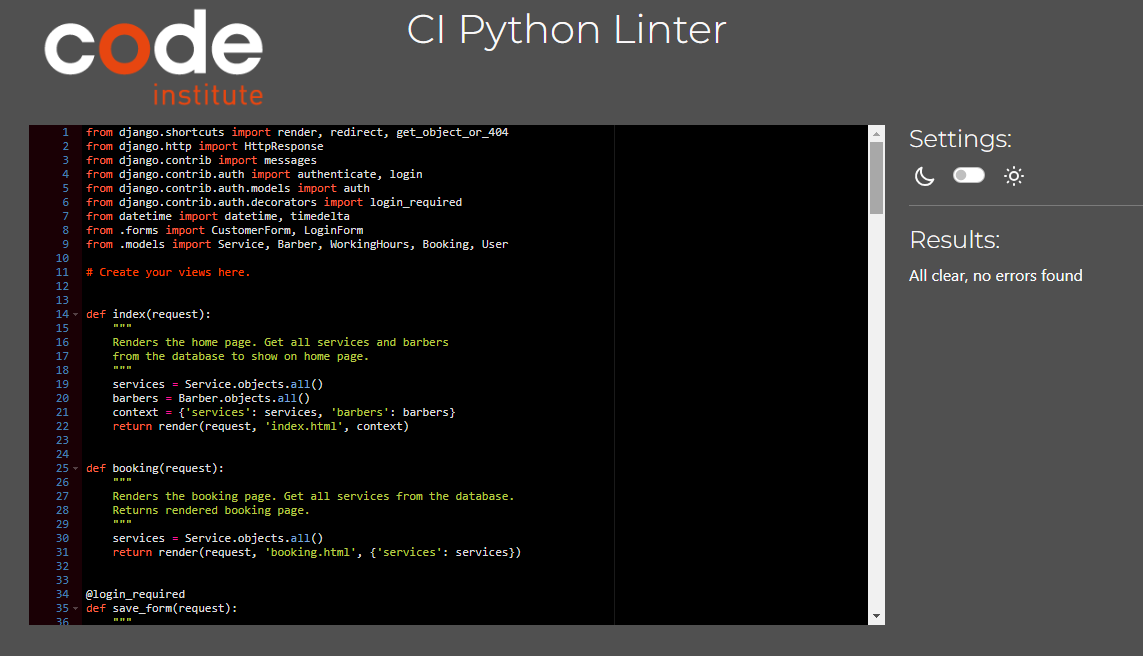 code
institute
CI Python Linter
1 from django.shortcuts import render, redirect, get_object_or_404
2 from django.http import HttpResponse
3 from django.contrib import messages
4 from django.contrib.auth import authenticate, login
5 from django.contrib.auth.models import auth
6 from django.contrib.auth.decorators import login_required
7 from datetime import datetime, timedelta
8 from .forms import CustomerForm, LoginForm
9 from .models import Service, Barber, WorkingHours, Booking, User
10
11 # Create your views here.
12
13
14 def index(request):
15     """
16     Renders the home page. Get all services and barbers
17     from the database to show on home page.
18     """
19     services = Service.objects.all()
20     barbers = Barber.objects.all()
21     context = {'services': services, 'barbers': barbers}
22     return render(request, 'index.html', context)
23
24
25 def booking(request):
26     """
27     Renders the booking page. Get all services from the database.
28     Returns rendered booking page.
29     """
30     services = Service.objects.all()
31     return render(request, 'booking.html', {'services': services})
32
33
34 @login_required
35 def save_form(request):
36     """
Settings:
Results:
All clear, no errors found